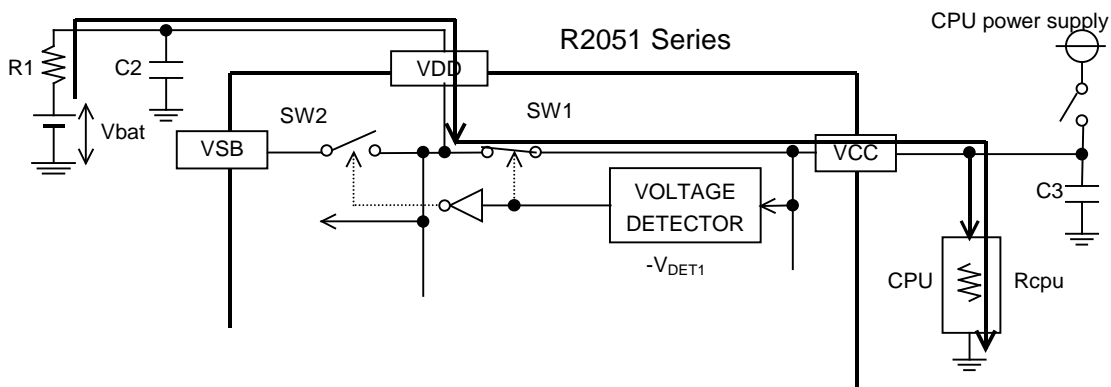 CPU power supply
R2051 Series
R1
C2
VDD
Vbat
SW2
SW1
VSB
VCC
C3
VOLTAGE
DETECTOR
-VDET1
CPU
Rcpu